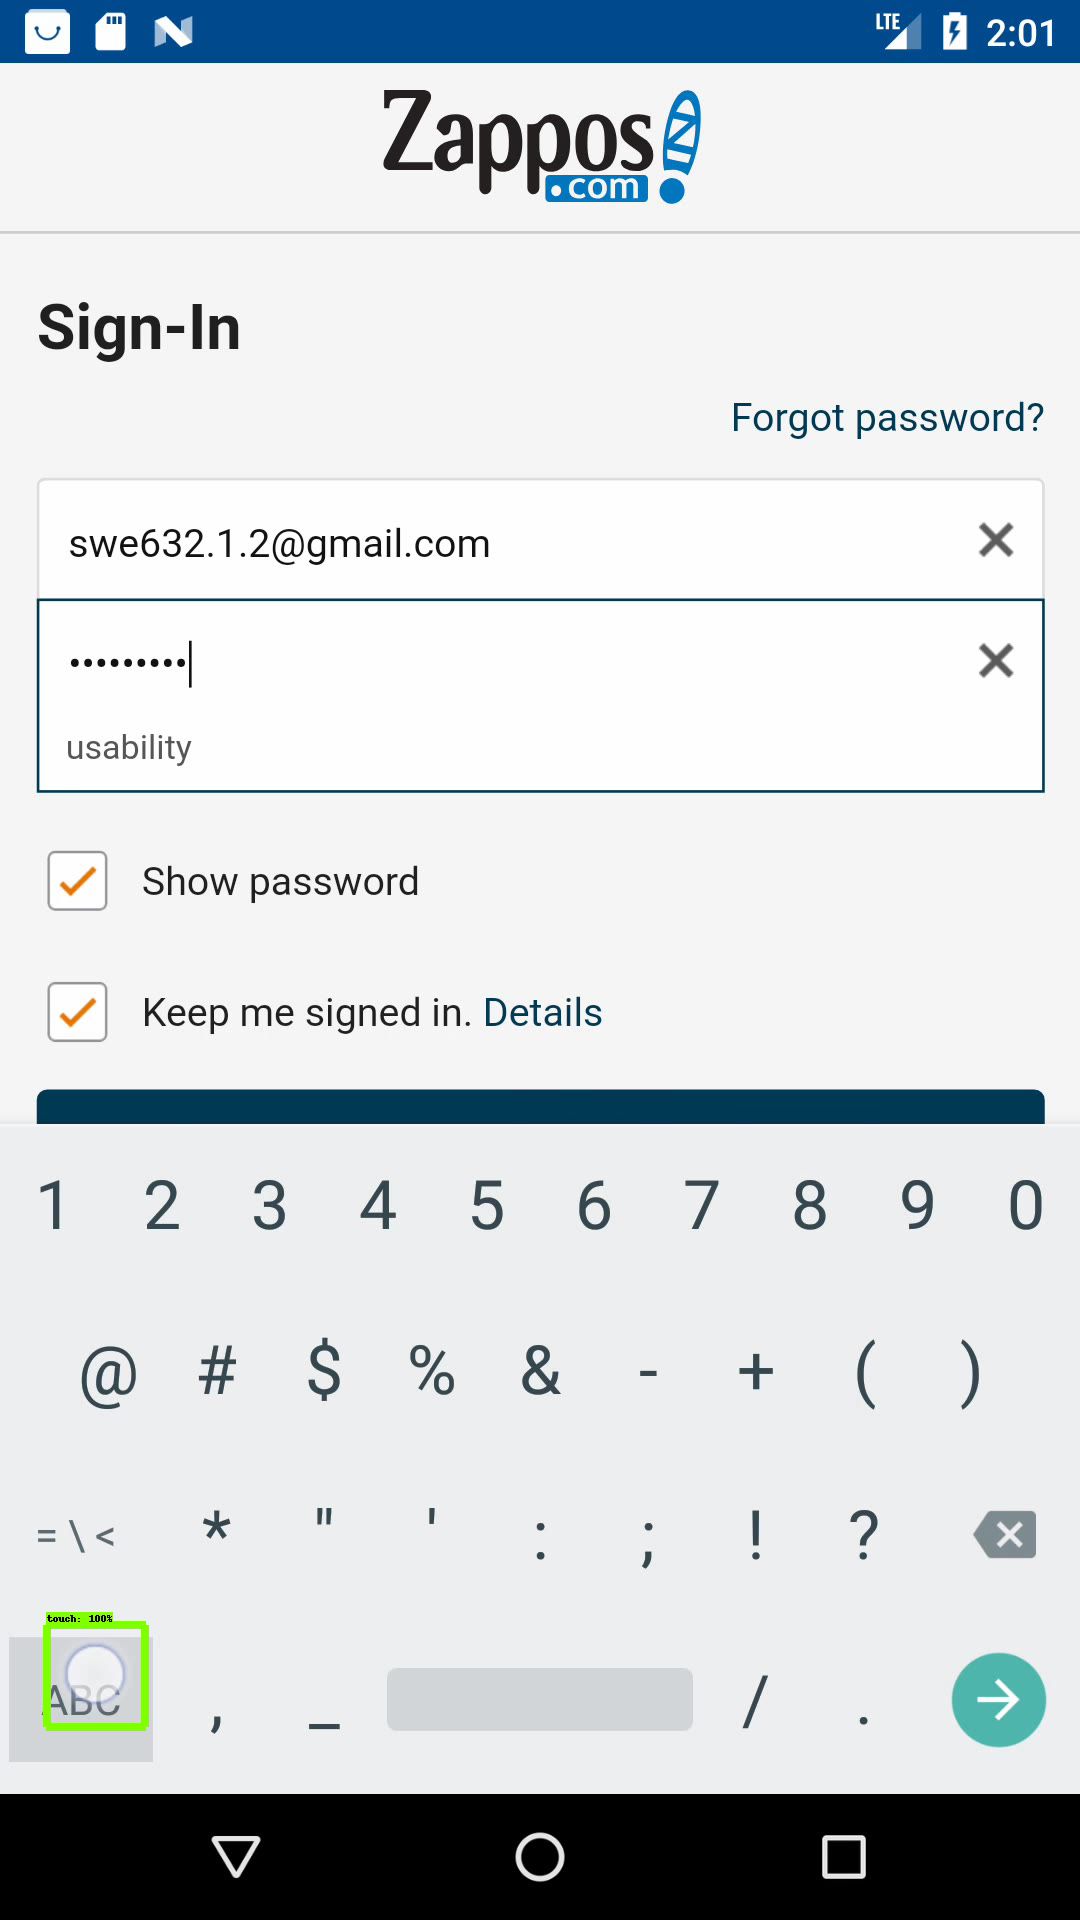 LTE 2:01
Zappos
.com
Sign-In
Forgot password?
swe632.1.2@gmail.com
•••••••••
usability
Show password
Keep me signed in. Details
1 2 3 4 5 6 7 8 9 0
@ # $ % & - + ( )
= \ < * " ' : ; ! ?
touch: 100%
ABC , _ / .